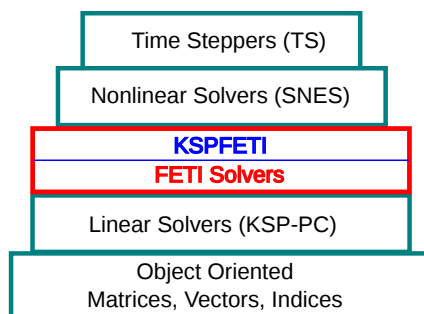 Time Steppers (TS)
Nonlinear Solvers (SNES)
KSPFETI
FETI Solvers
Linear Solvers (KSP-PC)
Object Oriented
Matrices, Vectors, Indices